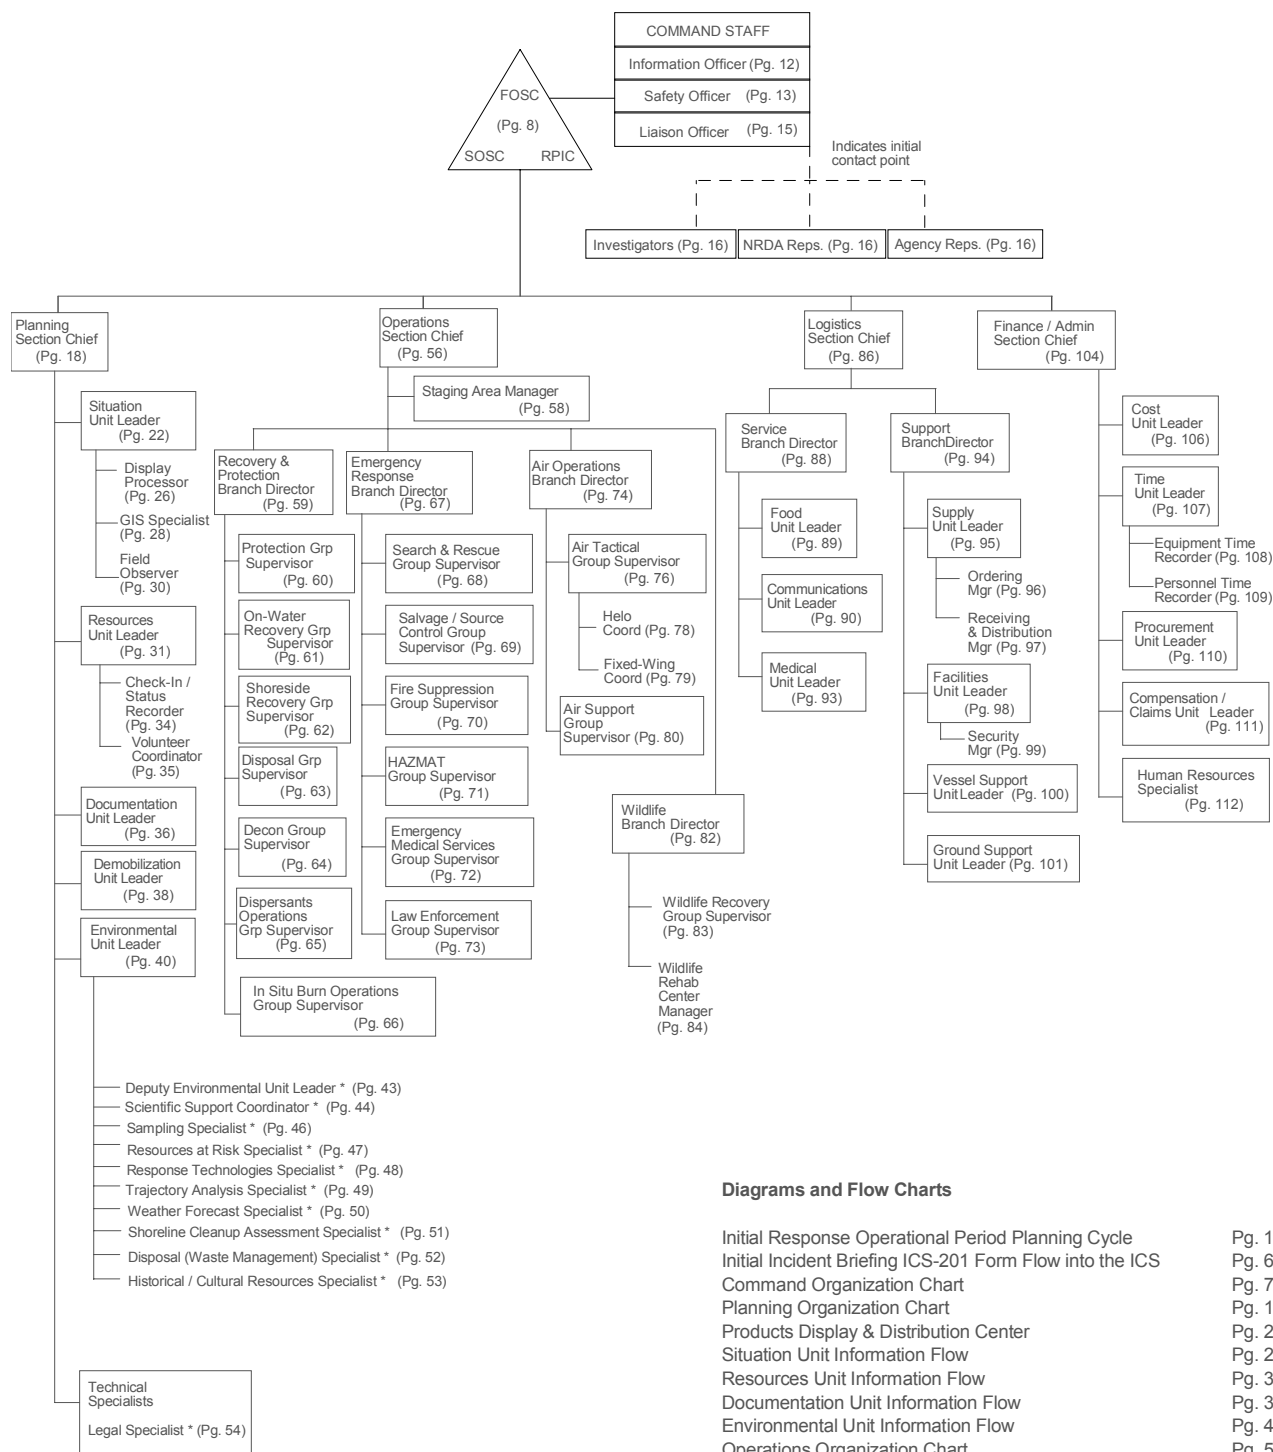 COMMAND STAFF
Information Officer (Pg. 12)
Safety Officer (Pg. 13)
Liaison Officer (Pg. 15)
FOSC
(Pg. 8)
SOSC RPIC
Indicates initial
contact point
Investigators (Pg. 16)
NRDA Reps. (Pg. 16)
Agency Reps. (Pg. 16)
Planning
Section Chief
(Pg. 18)
Situation
Unit Leader
(Pg. 22)
Display
Processor
(Pg. 26)
GIS Specialist
(Pg. 28)
Field
Observer
(Pg. 30)
Resources
Unit Leader
(Pg. 31)
Check-In /
Status
Recorder
(Pg. 34)
Volunteer
Coordinator
(Pg. 35)
Documentation
Unit Leader
(Pg. 36)
Demobilization
Unit Leader
(Pg. 38)
Environmental
Unit Leader
(Pg. 40)
Deputy Environmental Unit Leader * (Pg. 43)
Scientific Support Coordinator * (Pg. 44)
Sampling Specialist * (Pg. 46)
Resources at Risk Specialist * (Pg. 47)
Response Technologies Specialist * (Pg. 48)
Trajectory Analysis Specialist * (Pg. 49)
Weather Forecast Specialist * (Pg. 50)
Shoreline Cleanup Assessment Specialist * (Pg. 51)
Disposal (Waste Management) Specialist * (Pg. 52)
Historical / Cultural Resources Specialist * (Pg. 53)
Technical
Specialists
Legal Specialist * (Pg. 54)
Operations
Section Chief
(Pg. 56)
Staging Area Manager
(Pg. 58)
Recovery &
Protection
Branch Director
(Pg. 59)
Protection Grp
Supervisor
(Pg. 60)
On-Water
Recovery Grp
Supervisor
(Pg. 61)
Shoreside
Recovery Grp
Supervisor
(Pg. 62)
Disposal Grp
Supervisor
(Pg. 63)
Decon Group
Supervisor
(Pg. 64)
Dispersants
Operations
Grp Supervisor
(Pg. 65)
In Situ Burn Operations
Group Supervisor
(Pg. 66)
Emergency
Response
Branch Director
(Pg. 67)
Search & Rescue
Group Supervisor
(Pg. 68)
Salvage / Source
Control Group
Supervisor (Pg. 69)
Fire Suppression
Group Supervisor
(Pg. 70)
HAZMAT
Group Supervisor
(Pg. 71)
Emergency
Medical Services
Group Supervisor
(Pg. 72)
Law Enforcement
Group Supervisor
(Pg. 73)
Air Operations
Branch Director
(Pg. 74)
Air Tactical
Group Supervisor
(Pg. 76)
Helo
Coord (Pg. 78)
Fixed-Wing
Coord (Pg. 79)
Air Support
Group
Supervisor (Pg. 80)
Wildlife
Branch Director
(Pg. 82)
Wildlife Recovery
Group Supervisor
(Pg. 83)
Wildlife
Rehab
Center
Manager
(Pg. 84)
Logistics
Section Chief
(Pg. 86)
Service
Branch Director
(Pg. 88)
Food
Unit Leader
(Pg. 89)
Communications
Unit Leader
(Pg. 90)
Medical
Unit Leader
(Pg. 93)
Support
BranchDirector
(Pg. 94)
Supply
Unit Leader
(Pg. 95)
Ordering
Mgr (Pg. 96)
Receiving
& Distribution
Mgr (Pg. 97)
Facilities
Unit Leader
(Pg. 98)
Security
Mgr (Pg. 99)
Vessel Support
UnitLeader (Pg. 100)
Ground Support
Unit Leader (Pg. 101)
Finance / Admin
Section Chief
(Pg. 104)
Cost
Unit Leader
(Pg. 106)
Time
Unit Leader
(Pg. 107)
Equipment Time
Recorder (Pg. 108)
Personnel Time
Recorder (Pg. 109)
Procurement
Unit Leader
(Pg. 110)
Compensation /
Claims Unit Leader
(Pg. 111)
Human Resources
Specialist
(Pg. 112)
Diagrams and Flow Charts
Initial Response Operational Period Planning Cycle Pg. 1
Initial Incident Briefing ICS-201 Form Flow into the ICS Pg. 6
Command Organization Chart Pg. 7
Planning Organization Chart Pg. 1
Products Display & Distribution Center Pg. 2
Situation Unit Information Flow Pg. 2
Resources Unit Information Flow Pg. 3
Documentation Unit Information Flow Pg. 3
Environmental Unit Information Flow Pg. 4
Operations Organization Chart Pg. 5